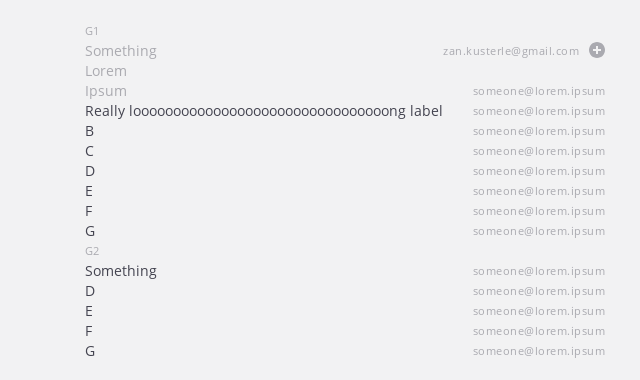 G1
Something zan.kusterle@gmail.com
Lorem
Ipsum someone@lorem.ipsum
Really looooooooooooooooooooooooooooooooong label someone@lorem.ipsum
B someone@lorem.ipsum
C someone@lorem.ipsum
D someone@lorem.ipsum
E someone@lorem.ipsum
F someone@lorem.ipsum
G someone@lorem.ipsum
G2
Something someone@lorem.ipsum
D someone@lorem.ipsum
E someone@lorem.ipsum
F someone@lorem.ipsum
G someone@lorem.ipsum